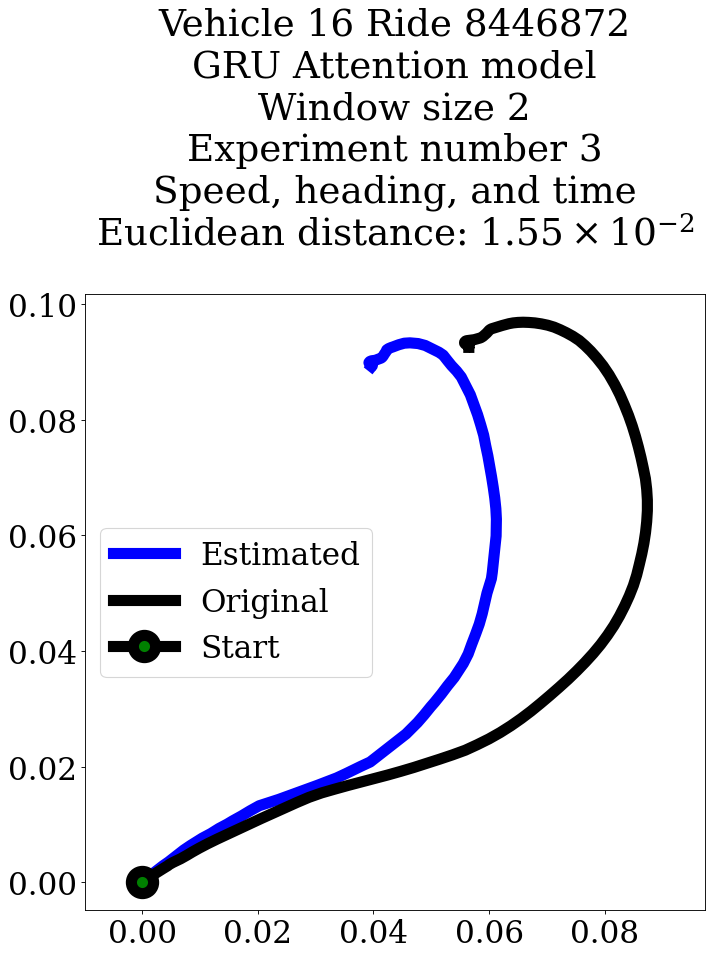 Vehicle 16 Ride 8446872
GRU Attention model
Window size 2
Experiment number 3
Speed, heading, and time
Euclidean distance: 1.55 × 10⁻²
0.10
0.08
0.06
0.04
0.02
0.00
Estimated
Original
Start
0.00 0.02 0.04 0.06 0.08